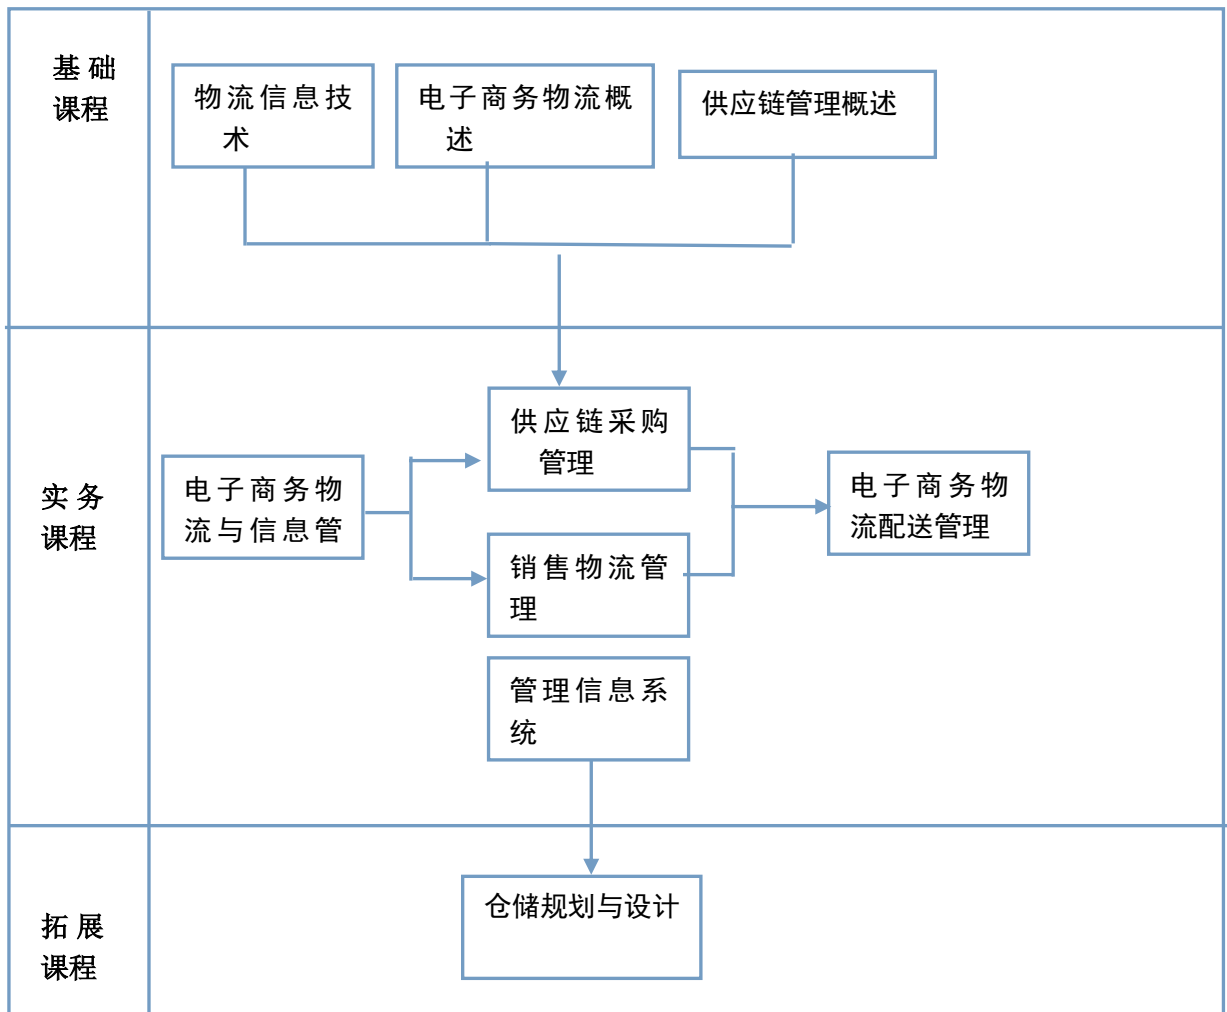 基 础
课程
物流信息技
术
电子商务物流概
述
供应链管理概述
实 务
课程
电子商务物
流与信息管
供应链采购
管理
销售物流管
理
管理信息系
统
电子商务物
流配送管理
拓 展
课程
仓储规划与设计